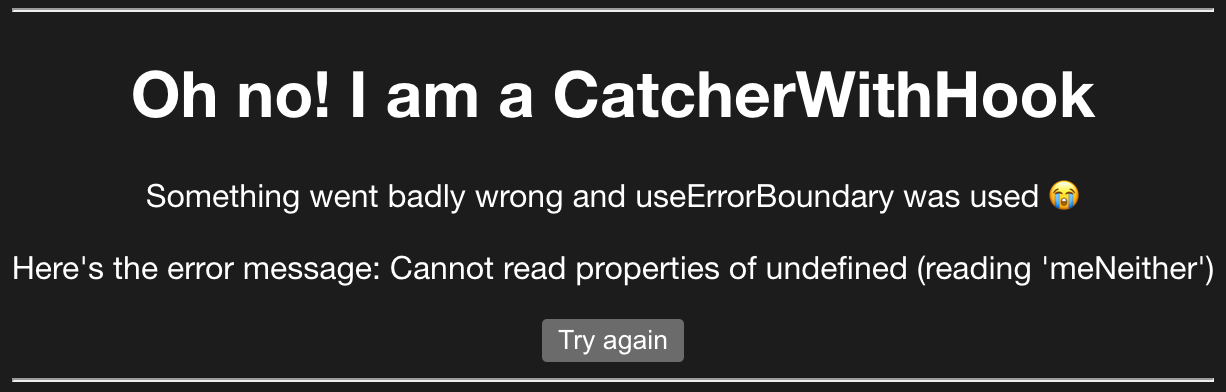 Oh no! I am a CatcherWithHook
Something went badly wrong and useErrorBoundary was used 😭
Here's the error message: Cannot read properties of undefined (reading 'meNeither')
Try again